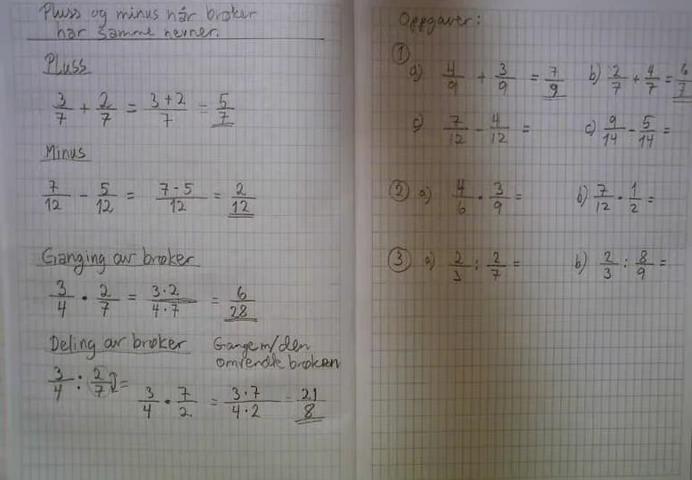 Pluss og minus når brøker
har samme nevner.
Pluss
3/7 + 2/7 = 3+2/7 = 5/7
Minus
7/12 - 5/12 = 7-5/12 = 2/12
Ganging av brøker
3/4 · 2/7 = 3·2/4·7 = 6/28
Deling av brøker
Gange m/den
omvendte brøken
3/4 : 2/7 = 3/4 · 7/2 = 3·7/4·2 = 21/8
Oppgaver:
① a) 4/9 + 3/9 = 7/9 b) 2/7 + 4/7 = 6/7
7/12 - 4/12 = c) 9/14 - 5/14 =
② a) 4/6 · 3/9 = b) 7/12 · 1/2 =
③ a) 2/3 : 2/7 = b) 2/3 : 8/9 =